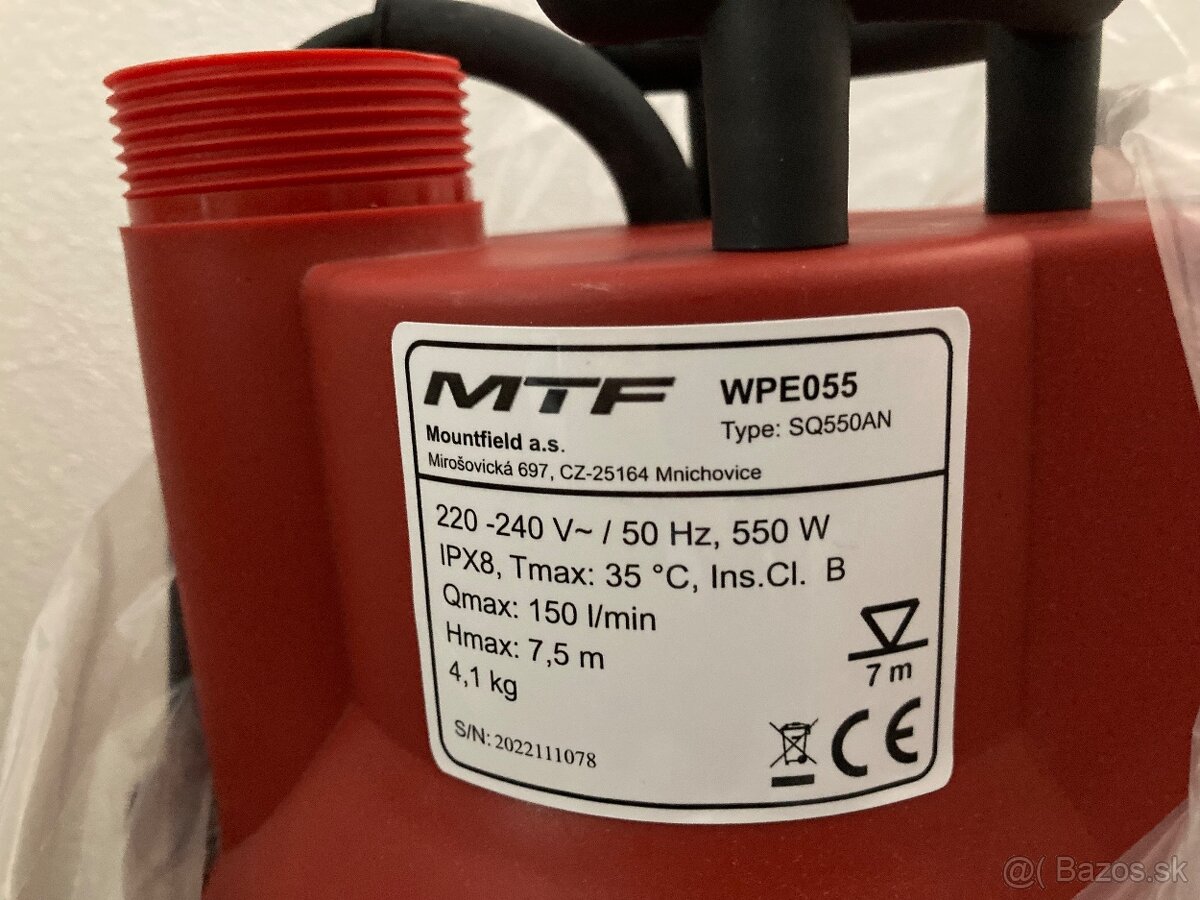 MTF
WPE055
Type: SQ550AN
Mountfield a.s.
Mirošovická 697, CZ-25164 Mnichovice
220 -240 V~ / 50 Hz, 550 W
IPX8, Tmax: 35 °C, Ins.Cl. B
Qmax: 150 l/min
Hmax: 7,5 m
4,1 kg
7 m
S/N: 2022111078
CE
@( Bazos.sk